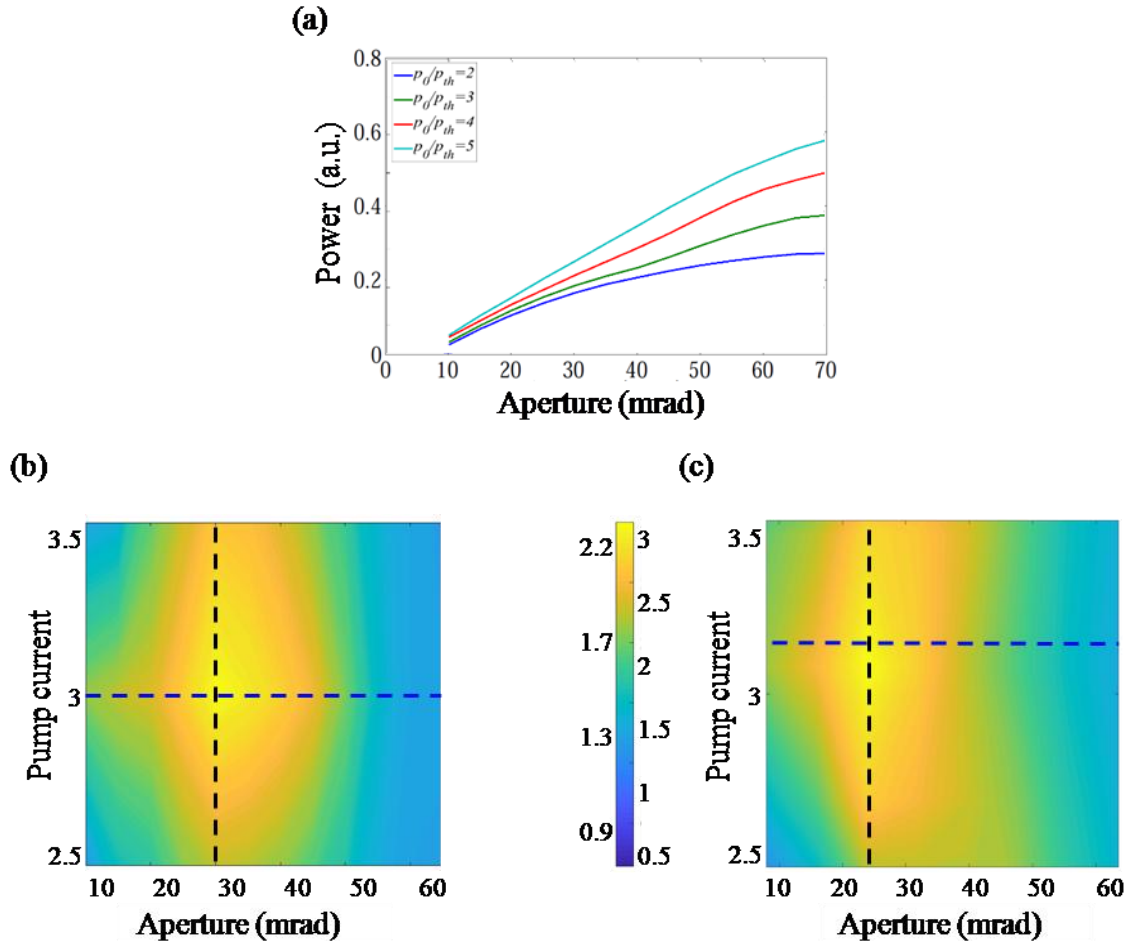 (a)
Power (a.u.)
0.8
0.6
0.4
0.2
0
p0/pth=2
p0/pth=3
p0/pth=4
p0/pth=5
0 10 20 30 40 50 60 70
Aperture (mrad)
(b)
Pump current
3.5
3
2.5
10 20 30 40 50 60
Aperture (mrad)
2.2
1.7
1.3
0.9
3
2.5
2
1.5
1
0.5
(c)
Pump current
3.5
3
2.5
10 20 30 40 50 60
Aperture (mrad)